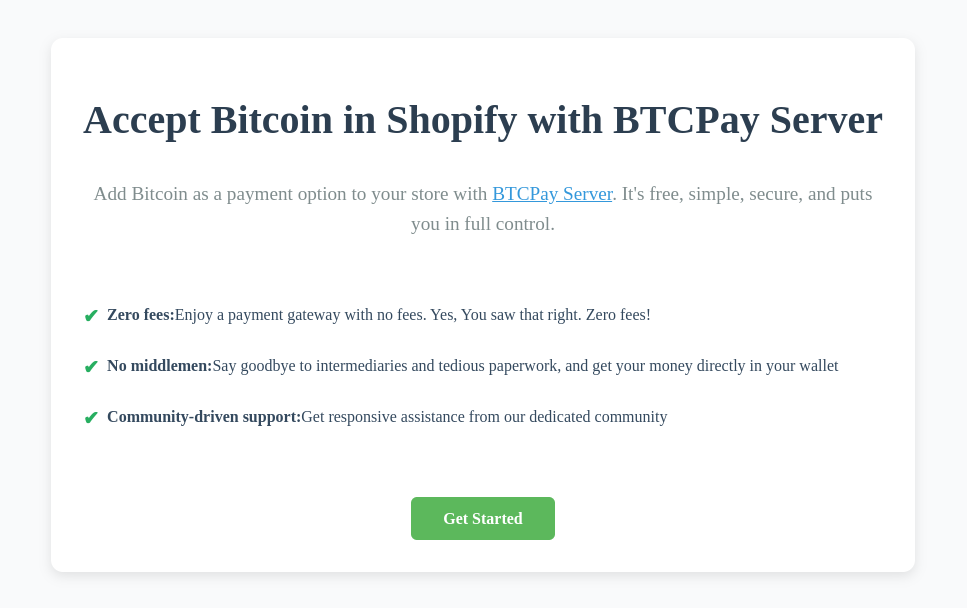 Accept Bitcoin in Shopify with BTCPay Server
Add Bitcoin as a payment option to your store with BTCPay Server. It's free, simple, secure, and puts
you in full control.
✔ Zero fees:Enjoy a payment gateway with no fees. Yes, You saw that right. Zero fees!
✔ No middlemen:Say goodbye to intermediaries and tedious paperwork, and get your money directly in your wallet
✔ Community-driven support:Get responsive assistance from our dedicated community
Get Started